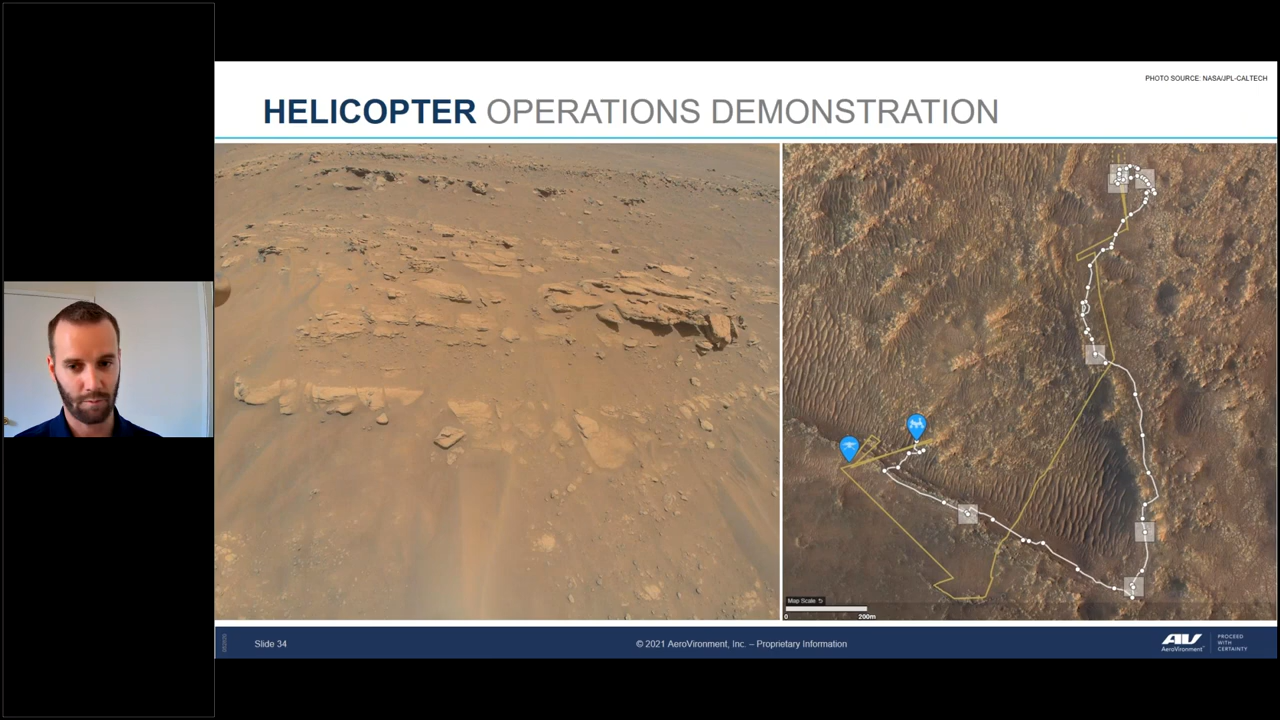 PHOTO SOURCE: NASA/JPL-CALTECH
HELICOPTER OPERATIONS DEMONSTRATION
Map Scale
0 200m
Slide 34
© 2021 AeroVironment, Inc. – Proprietary Information
AV
AeroVironment™
PROCEED
WITH
CERTAINTY